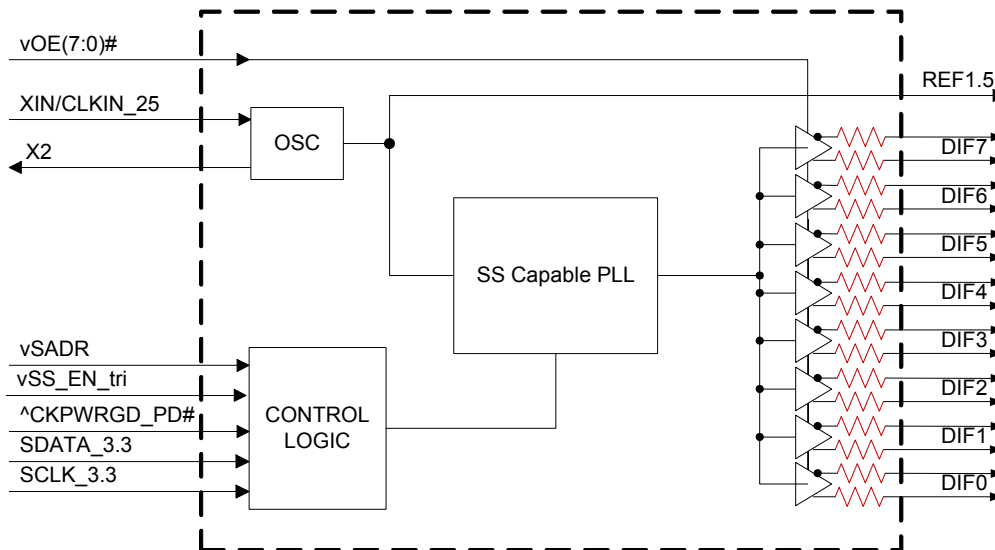 vOE(7:0)#
XIN/CLKIN_25
X2
OSC
REF1.5
DIF7
DIF6
DIF5
DIF4
DIF3
DIF2
DIF1
DIF0
SS Capable PLL
vSADR
vSS_EN_tri
^CKPWRGD_PD#
SDATA_3.3
SCLK_3.3
CONTROL
LOGIC